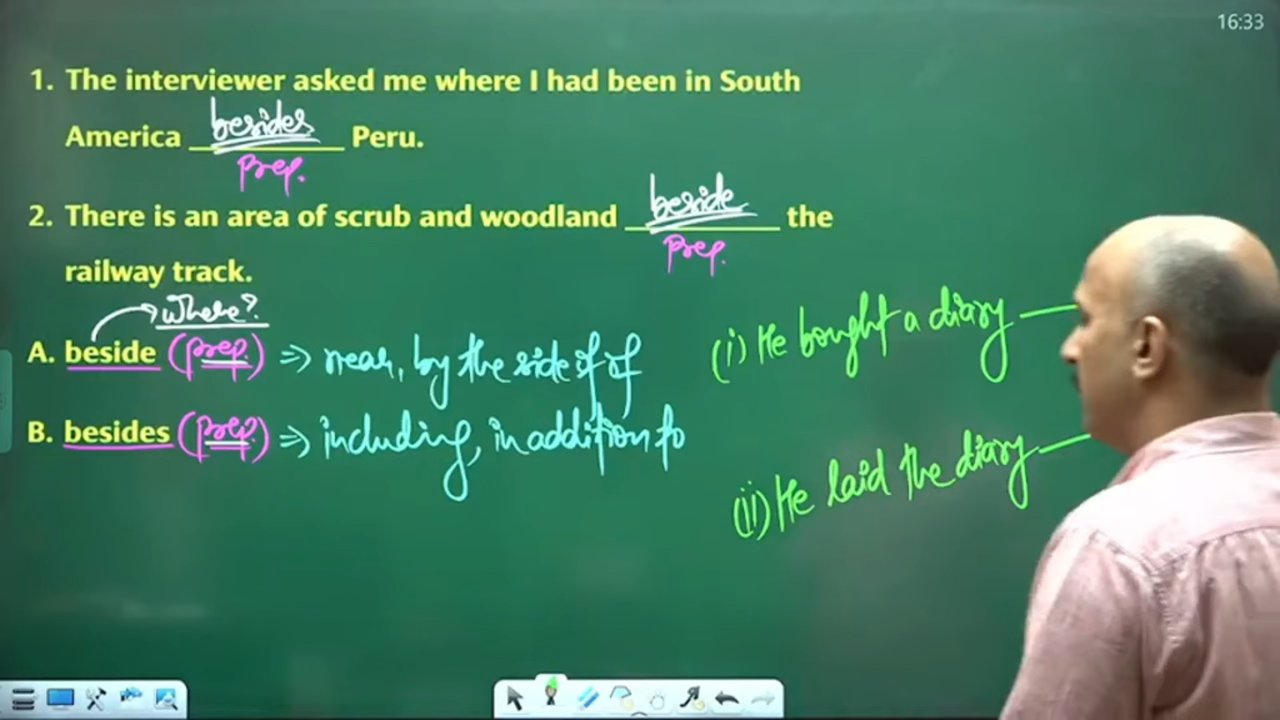 16:33
1. The interviewer asked me where I had been in South
America besides Peru.
prep.
2. There is an area of scrub and woodland beside the
prep.
railway track.
where?
A. beside (prep.) ⇒ near, by the side of of
B. besides (prep.) ⇒ including, in addition to
(i) He bought a diary
(ii) He laid the diary